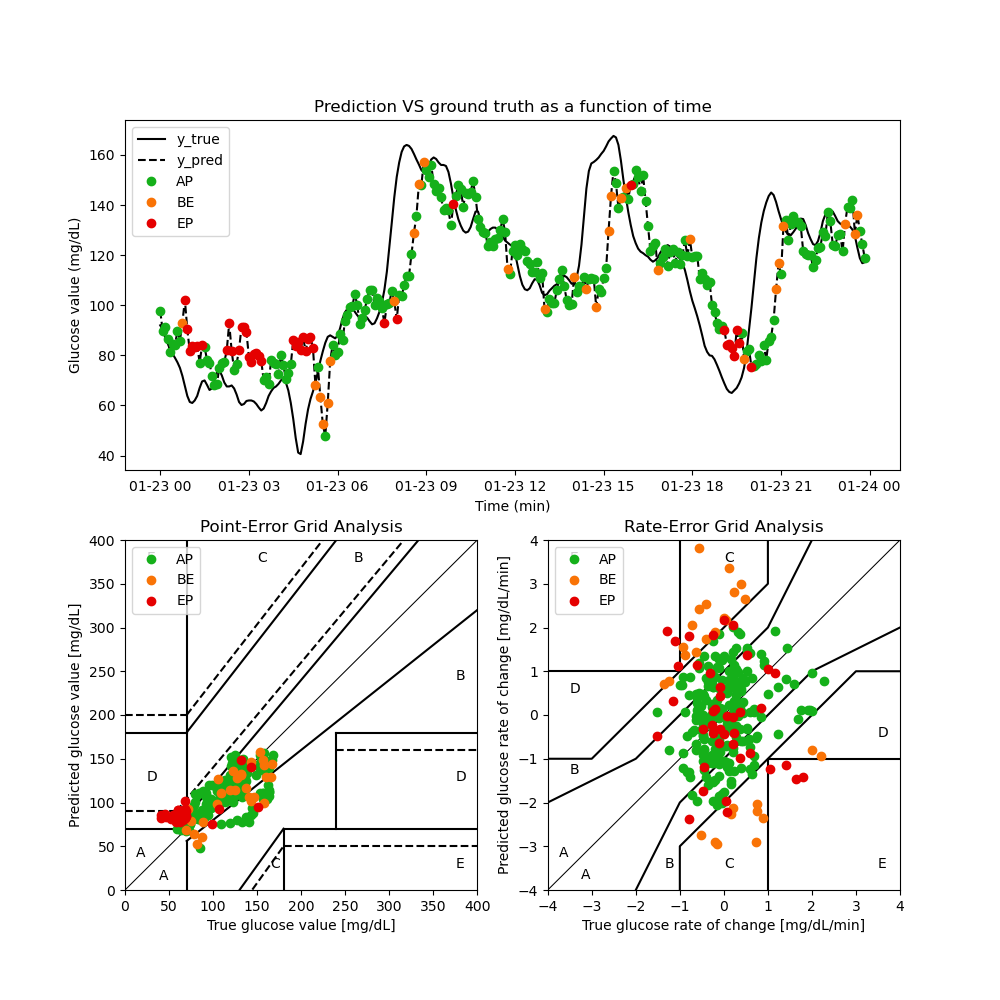 Prediction VS ground truth as a function of time
y_true
y_pred
AP
BE
EP
Glucose value (mg/dL)
160
140
120
100
80
60
40
01-23 00 01-23 03 01-23 06 01-23 09 01-23 12 01-23 15 01-23 18 01-23 21 01-24 00
Time (min)
Point-Error Grid Analysis
AP
BE
EP
C
B
B
D
D
A
A
C
E
Predicted glucose value [mg/dL]
400
350
300
250
200
150
100
50
0
0 50 100 150 200 250 300 350 400
True glucose value [mg/dL]
Rate-Error Grid Analysis
AP
BE
EP
C
D
D
B
A
A
B
C
E
Predicted glucose rate of change [mg/dL/min]
4
3
2
1
0
−1
−2
−3
−4
−4 −3 −2 −1 0 1 2 3 4
True glucose rate of change [mg/dL/min]